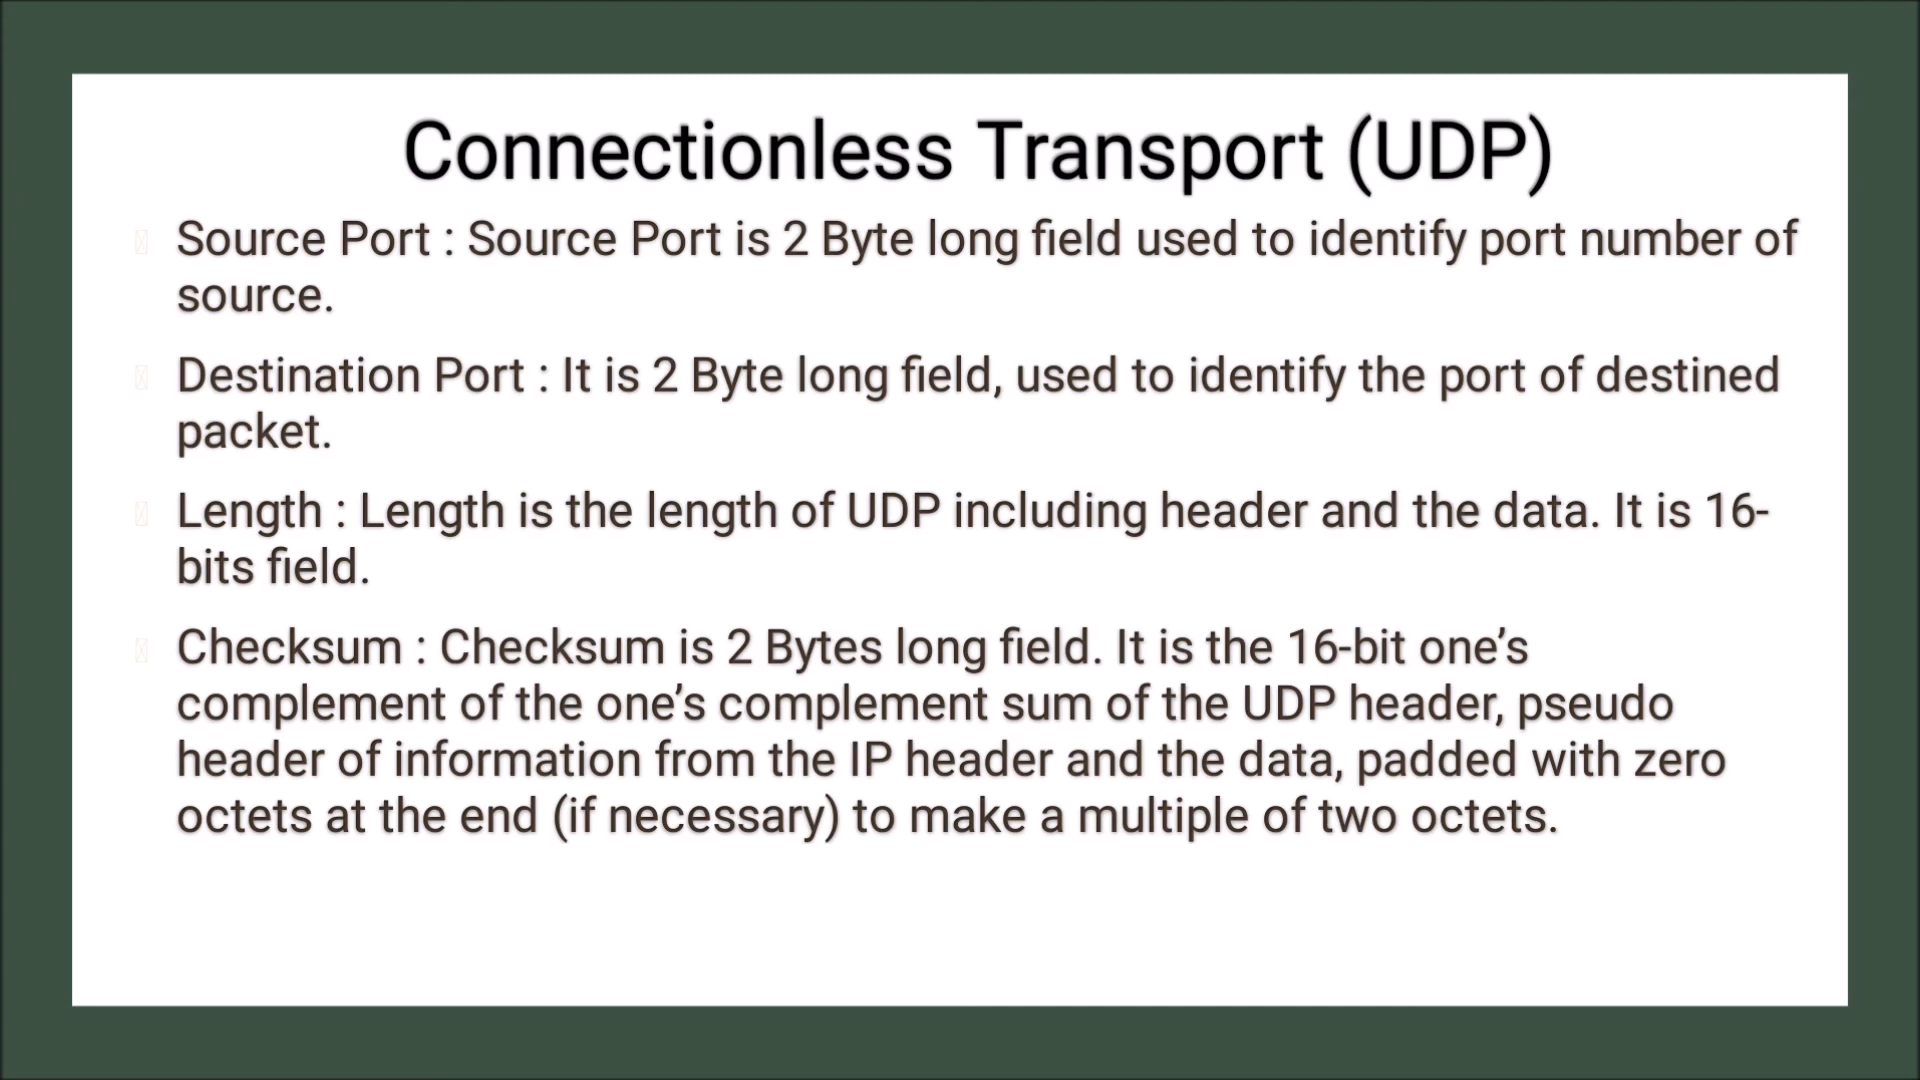 Connectionless Transport (UDP)
Source Port : Source Port is 2 Byte long field used to identify port number of
source.
Destination Port : It is 2 Byte long field, used to identify the port of destined
packet.
Length : Length is the length of UDP including header and the data. It is 16-
bits field.
Checksum : Checksum is 2 Bytes long field. It is the 16-bit one’s
complement of the one’s complement sum of the UDP header, pseudo
header of information from the IP header and the data, padded with zero
octets at the end (if necessary) to make a multiple of two octets.